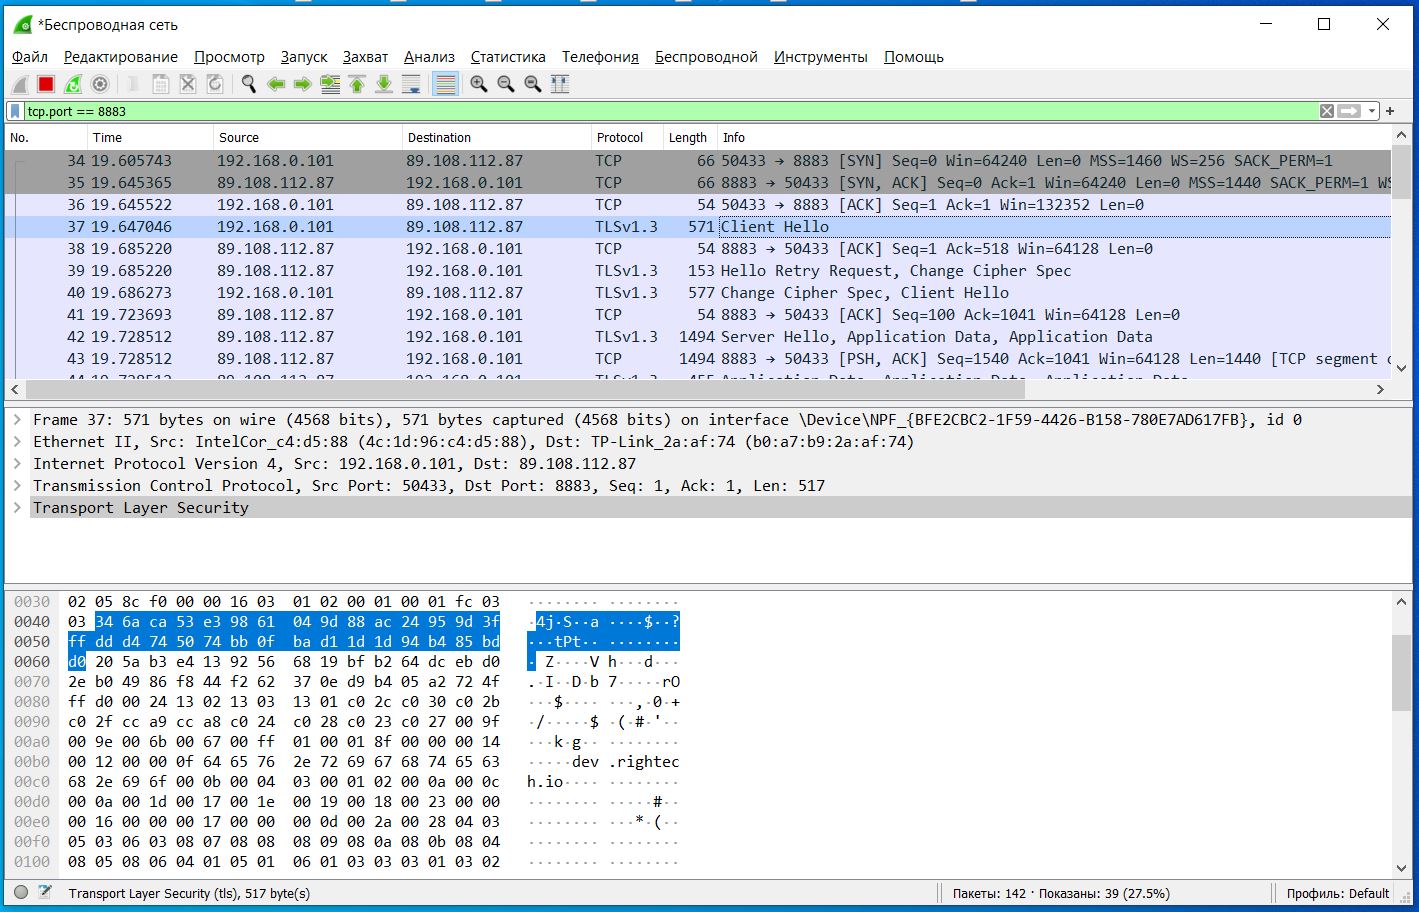 *Беспроводная сеть
Файл Редактирование Просмотр Запуск Захват Анализ Статистика Телефония Беспроводной Инструменты Помощь
tcp.port == 8883
No. Time Source Destination Protocol Length Info
34 19.605743 192.168.0.101 89.108.112.87 TCP 66 50433 → 8883 [SYN] Seq=0 Win=64240 Len=0 MSS=1460 WS=256 SACK_PERM=1
35 19.645365 89.108.112.87 192.168.0.101 TCP 66 8883 → 50433 [SYN, ACK] Seq=0 Ack=1 Win=64240 Len=0 MSS=1440 SACK_PERM=1 WS
36 19.645522 192.168.0.101 89.108.112.87 TCP 54 50433 → 8883 [ACK] Seq=1 Ack=1 Win=132352 Len=0
37 19.647046 192.168.0.101 89.108.112.87 TLSv1.3 571 Client Hello
38 19.685220 89.108.112.87 192.168.0.101 TCP 54 8883 → 50433 [ACK] Seq=1 Ack=518 Win=64128 Len=0
39 19.685220 89.108.112.87 192.168.0.101 TLSv1.3 153 Hello Retry Request, Change Cipher Spec
40 19.686273 192.168.0.101 89.108.112.87 TLSv1.3 577 Change Cipher Spec, Client Hello
41 19.723693 89.108.112.87 192.168.0.101 TCP 54 8883 → 50433 [ACK] Seq=100 Ack=1041 Win=64128 Len=0
42 19.728512 89.108.112.87 192.168.0.101 TLSv1.3 1494 Server Hello, Application Data, Application Data
43 19.728512 89.108.112.87 192.168.0.101 TCP 1494 8883 → 50433 [PSH, ACK] Seq=1540 Ack=1041 Win=64128 Len=1440 [TCP segment
44 19.728512 89.108.112.87 192.168.0.101 TLSv1.3 455 Application Data, Application Data, Application Data
Frame 37: 571 bytes on wire (4568 bits), 571 bytes captured (4568 bits) on interface \Device\NPF_{BFE2CBC2-1F59-4426-B158-780E7AD617FB}, id 0
Ethernet II, Src: IntelCor_c4:d5:88 (4c:1d:96:c4:d5:88), Dst: TP-Link_2a:af:74 (b0:a7:b9:2a:af:74)
Internet Protocol Version 4, Src: 192.168.0.101, Dst: 89.108.112.87
Transmission Control Protocol, Src Port: 50433, Dst Port: 8883, Seq: 1, Ack: 1, Len: 517
Transport Layer Security
0030 02 05 8c f0 00 00 16 03 01 02 00 01 00 01 fc 03 ········ ········
0040 03 34 6a ca 53 e3 98 61 04 9d 88 ac 24 95 9d 3f ·4j·S··a ····$··?
0050 ff dd d4 74 50 74 bb 0f ba d1 1d 1d 94 b4 85 bd ···tPt·· ········
0060 d0 20 5a b3 e4 13 92 56 68 19 bf b2 64 dc eb d0 · Z····V h···d···
0070 2e b0 49 86 f8 44 f2 62 37 0e d9 b4 05 a2 72 4f .·I··D·b 7·····rO
0080 ff d0 00 24 13 02 13 03 13 01 c0 2c c0 30 c0 2b ···$···· ···,·0·+
0090 c0 2f cc a9 cc a8 c0 24 c0 28 c0 23 c0 27 00 9f ·/·····$ ·(·#·'··
00a0 00 9e 00 6b 00 67 00 ff 01 00 01 8f 00 00 00 14 ···k·g·· ········
00b0 00 12 00 00 0f 64 65 76 2e 72 69 67 68 74 65 63 ·····dev .rightec
00c0 68 2e 69 6f 00 0b 00 04 03 00 01 02 00 0a 00 0c h.io···· ········
00d0 00 0a 00 1d 00 17 00 1e 00 19 00 18 00 23 00 00 ········ ·····#··
00e0 00 16 00 00 00 17 00 00 00 0d 00 2a 00 28 04 03 ········ ···*·(··
00f0 05 03 06 03 08 07 08 08 08 09 08 0a 08 0b 08 04 ········ ········
0100 08 05 08 06 04 01 05 01 06 01 03 03 03 01 03 02 ········ ········
Transport Layer Security (tls), 517 byte(s) Пакеты: 142 · Показаны: 39 (27.5%) Профиль: Default